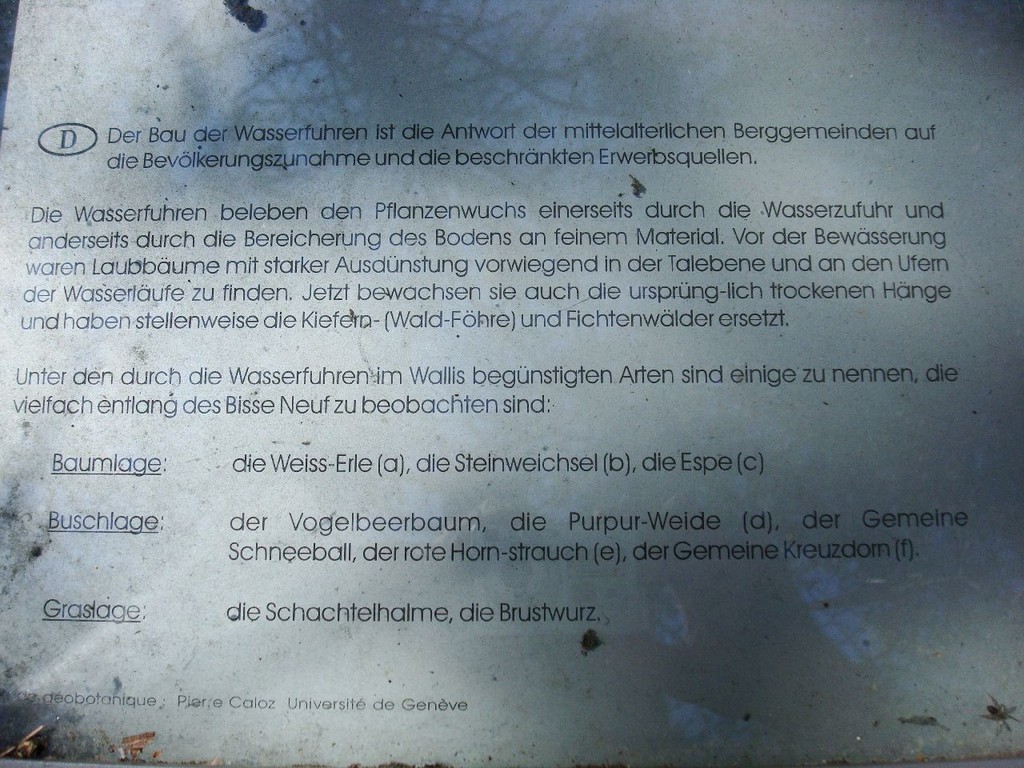 D Der Bau der Wasserfuhren ist die Antwort der mittelalterlichen Berggemeinden auf
die Bevölkerungszunahme und die beschränkten Erwerbsquellen.
Die Wasserfuhren beleben den Pflanzenwuchs einerseits durch die Wasserzufuhr und
anderseits durch die Bereicherung des Bodens an feinem Material. Vor der Bewässerung
waren Laubbäume mit starker Ausdünstung vorwiegend in der Talebene und an den Ufern
der Wasserläufe zu finden. Jetzt bewachsen sie auch die ursprüng-lich trockenen Hänge
und haben stellenweise die Kiefern- (Wald-Föhre) und Fichtenwälder ersetzt.
Unter den durch die Wasserfuhren im Wallis begünstigten Arten sind einige zu nennen, die
vielfach entlang des Bisse Neuf zu beobachten sind:
Baumlage: die Weiss-Erle (a), die Steinweichsel (b), die Espe (c)
Buschlage: der Vogelbeerbaum, die Purpur-Weide (d), der Gemeine
Schneeball, der rote Horn-strauch (e), der Gemeine Kreuzdorn (f).
Graslage: die Schachtelhalme, die Brustwurz.
géobotanique : Pierre Caloz Université de Genève